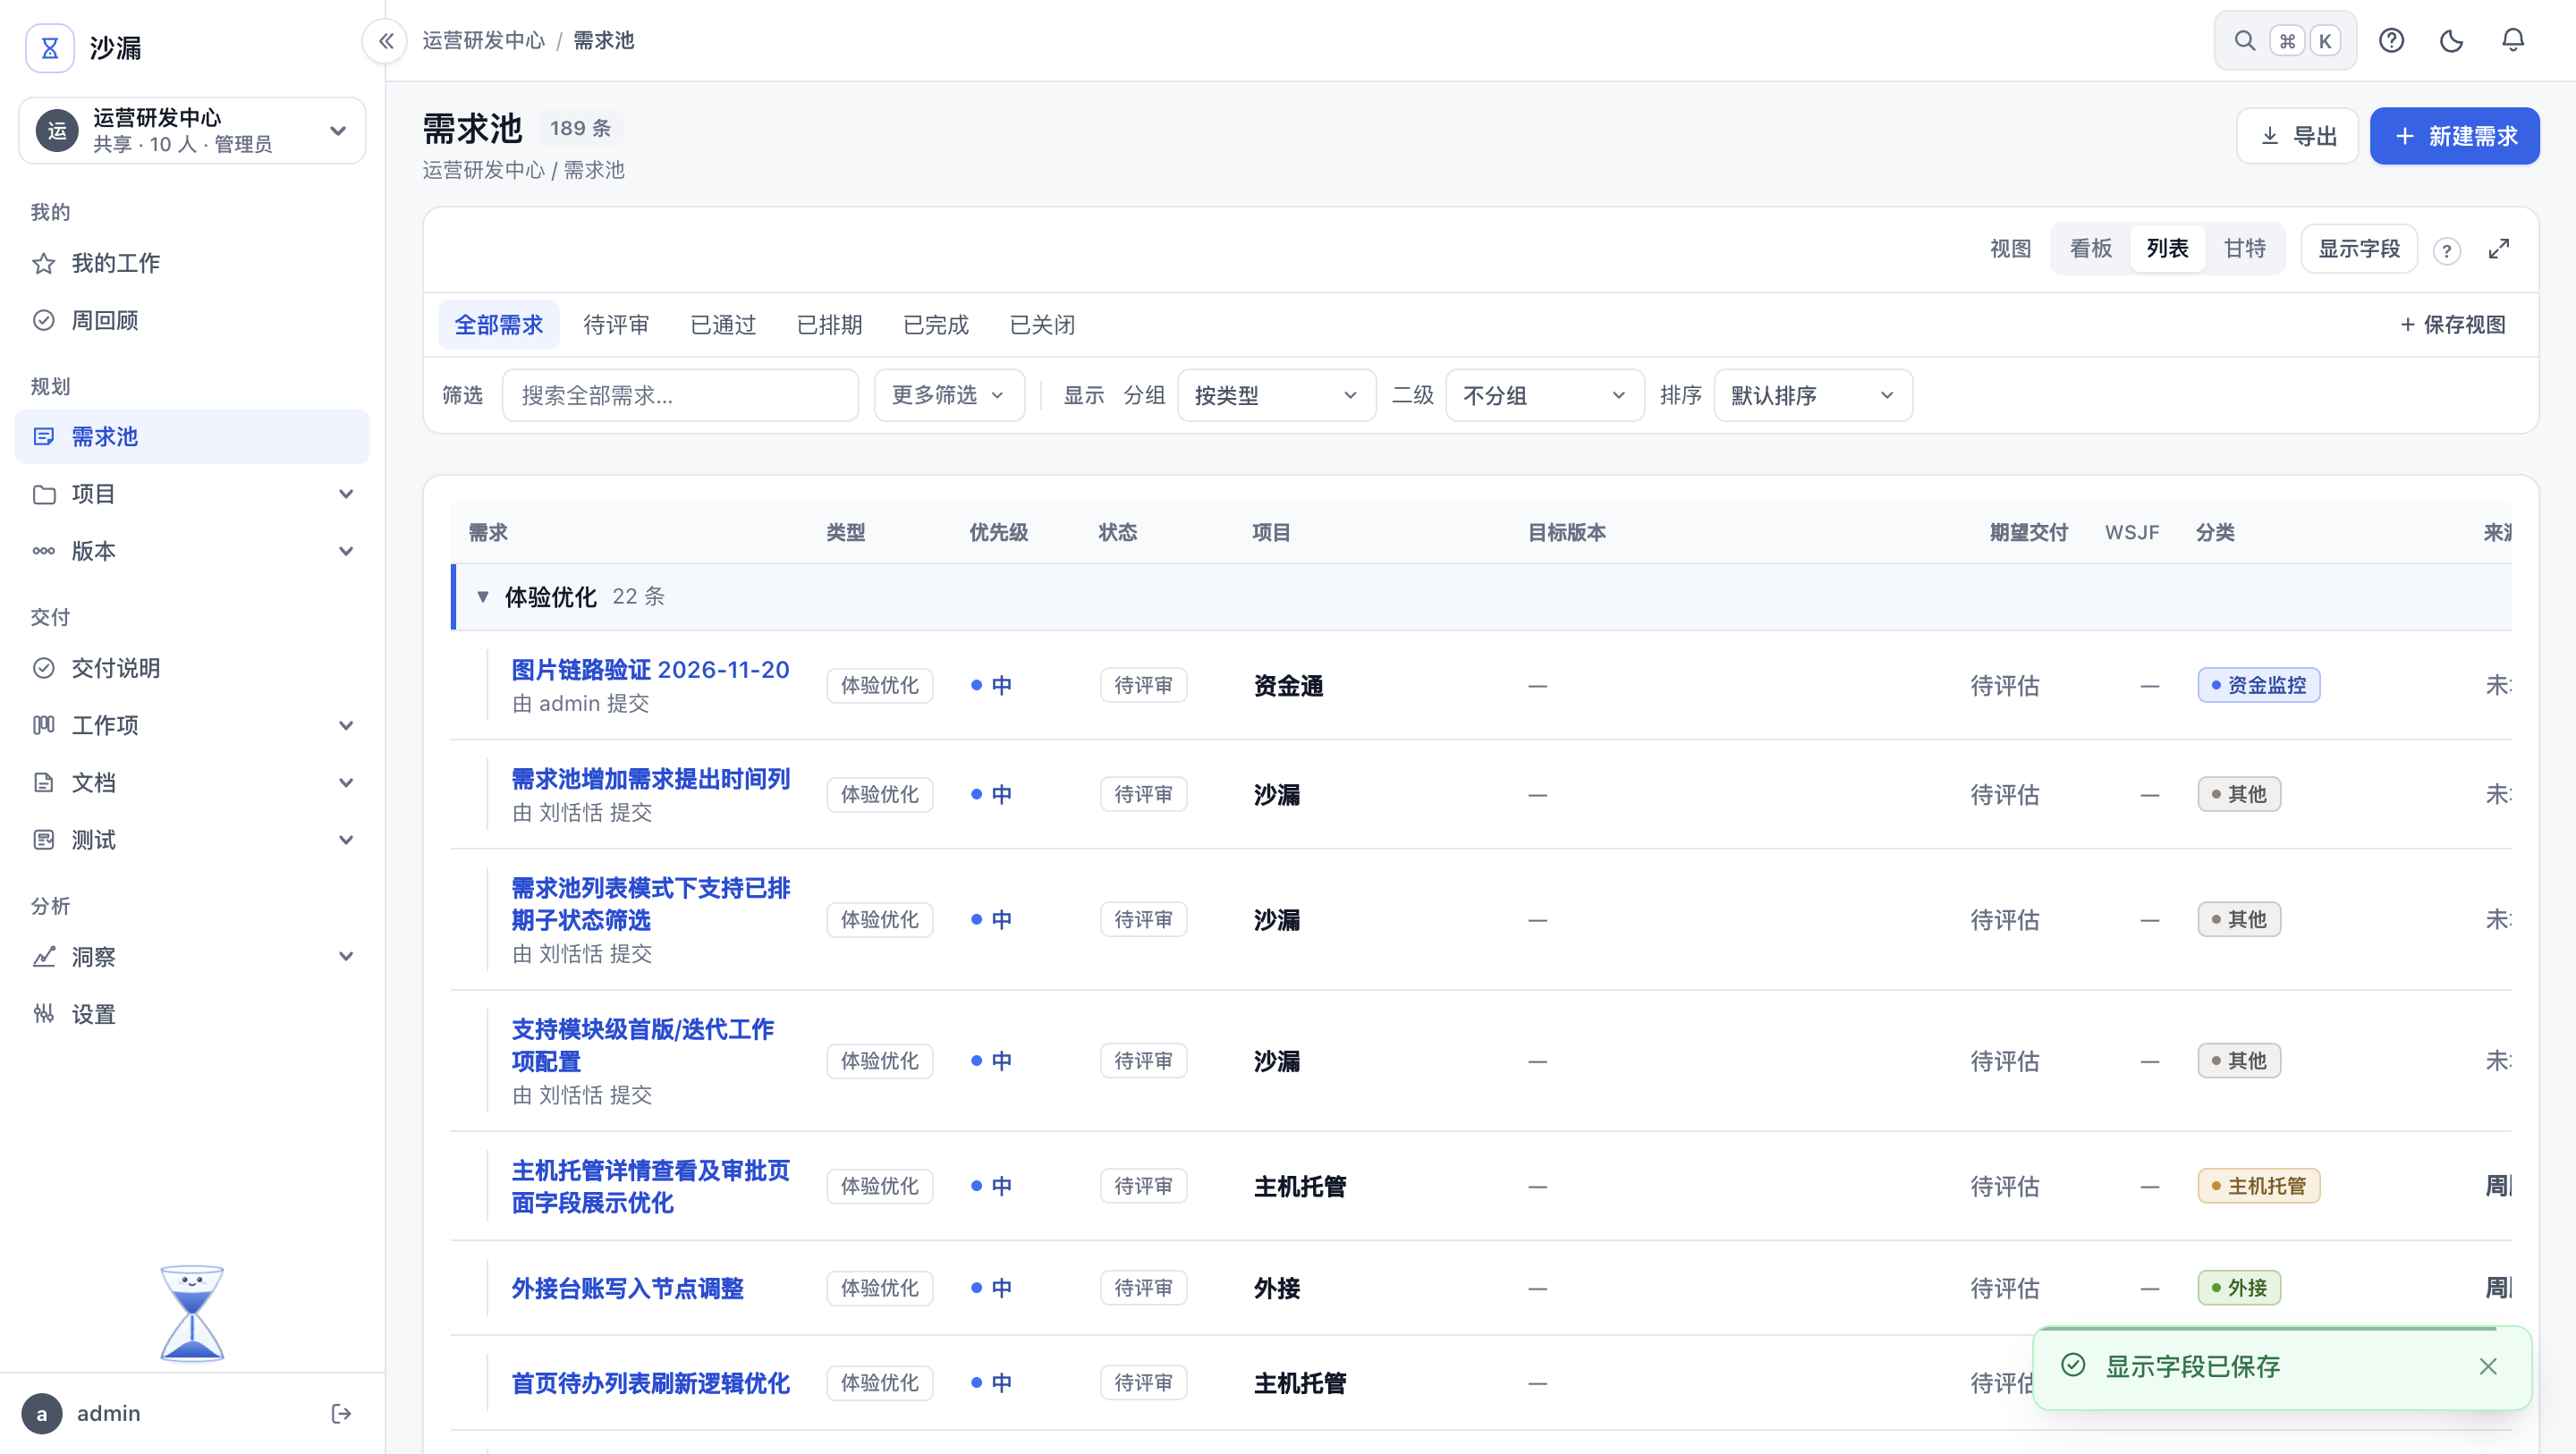 沙漏
运营研发中心 / 需求池
⌘ K
运
运营研发中心
共享 · 10 人 · 管理员
我的
我的工作
周回顾
规划
需求池
项目
版本
交付
交付说明
工作项
文档
测试
分析
洞察
设置
a admin
需求池 189 条
运营研发中心 / 需求池
导出
+ 新建需求
视图 看板 列表 甘特 显示字段 ?
全部需求 待评审 已通过 已排期 已完成 已关闭 + 保存视图
筛选 搜索全部需求... 更多筛选 显示 分组 按类型 二级 不分组 排序 默认排序
需求 类型 优先级 状态 项目 目标版本 期望交付 WSJF 分类 来
体验优化 22 条
图片链路验证 2026-11-20
由 admin 提交
体验优化 中 待评审 资金通 — 待评估 — 资金监控 未
需求池增加需求提出时间列
由 刘恬恬 提交
体验优化 中 待评审 沙漏 — 待评估 — 其他 未
需求池列表模式下支持已排
期子状态筛选
由 刘恬恬 提交
体验优化 中 待评审 沙漏 — 待评估 — 其他 未
支持模块级首版/迭代工作
项配置
由 刘恬恬 提交
体验优化 中 待评审 沙漏 — 待评估 — 其他 未
主机托管详情查看及审批页
面字段展示优化
体验优化 中 待评审 主机托管 — 待评估 — 主机托管 周
外接台账写入节点调整 体验优化 中 待评审 外接 — 待评估 — 外接 周
首页待办列表刷新逻辑优化 体验优化 中 待评审 主机托管 — 待评估
显示字段已保存